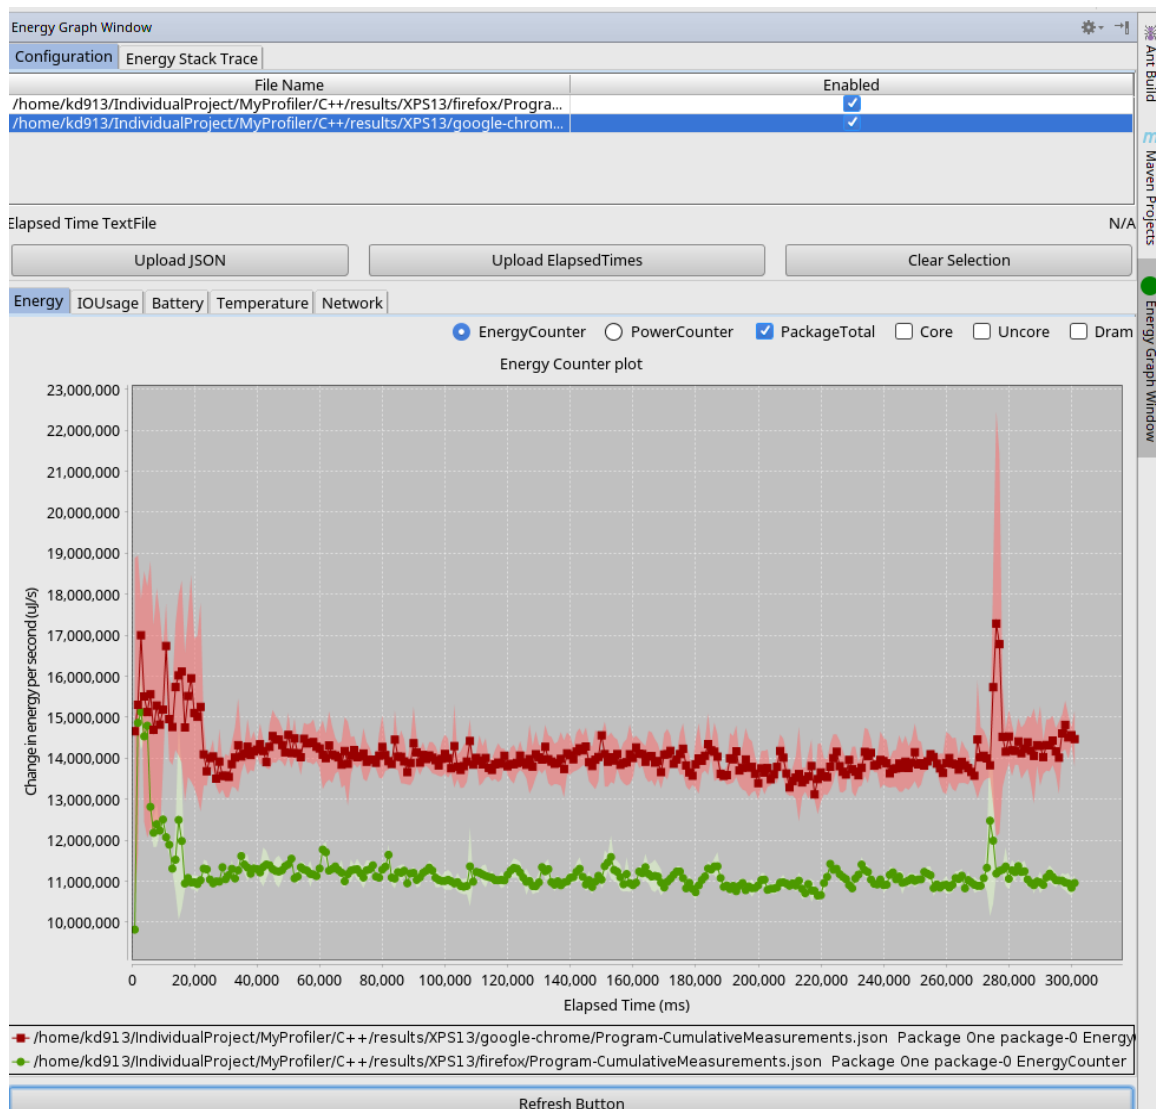 Energy Graph Window
Configuration
Energy Stack Trace
File Name
Enabled
/home/kd913/IndividualProject/MyProfiler/C++/results/XPS13/firefox/Progra...
/home/kd913/IndividualProject/MyProfiler/C++/results/XPS13/google-chrom...
Elapsed Time TextFile
N/A
Upload JSON
Upload ElapsedTimes
Clear Selection
Energy
IOUsage
Battery
Temperature
Network
EnergyCounter
PowerCounter
PackageTotal
Core
Uncore
Dram
Energy Counter plot
Change in energy per second(uJ/s)
23,000,000
22,000,000
21,000,000
20,000,000
19,000,000
18,000,000
17,000,000
16,000,000
15,000,000
14,000,000
13,000,000
12,000,000
11,000,000
10,000,000
0 20,000 40,000 60,000 80,000 100,000 120,000 140,000 160,000 180,000 200,000 220,000 240,000 260,000 280,000 300,000
Elapsed Time (ms)
/home/kd913/IndividualProject/MyProfiler/C++/results/XPS13/google-chrome/Program-CumulativeMeasurements.json Package One package-0 Energy
/home/kd913/IndividualProject/MyProfiler/C++/results/XPS13/firefox/Program-CumulativeMeasurements.json Package One package-0 EnergyCounter
Refresh Button
Ant Build
m Maven Projects
Energy Graph Window